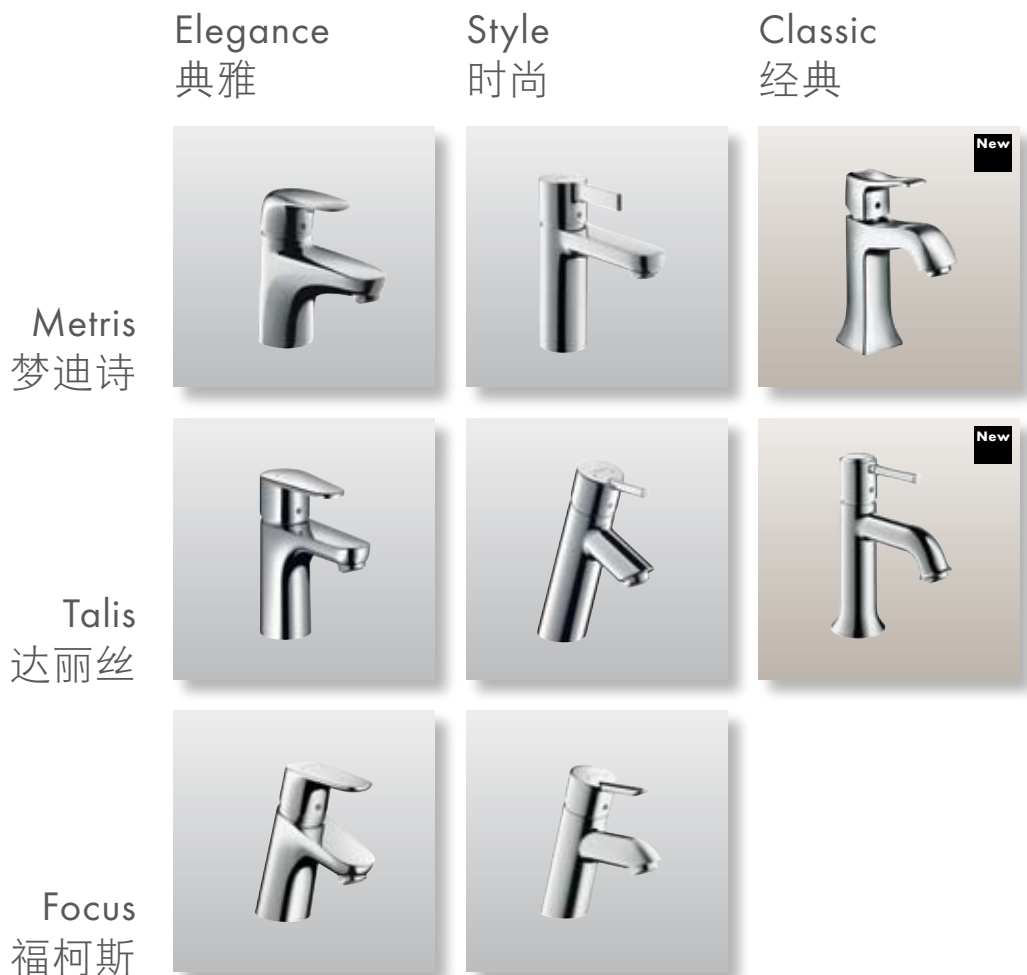 Elegance
典雅
Style
时尚
Classic
经典
Metris
梦迪诗
New
Talis
达丽丝
New
Focus
福柯斯